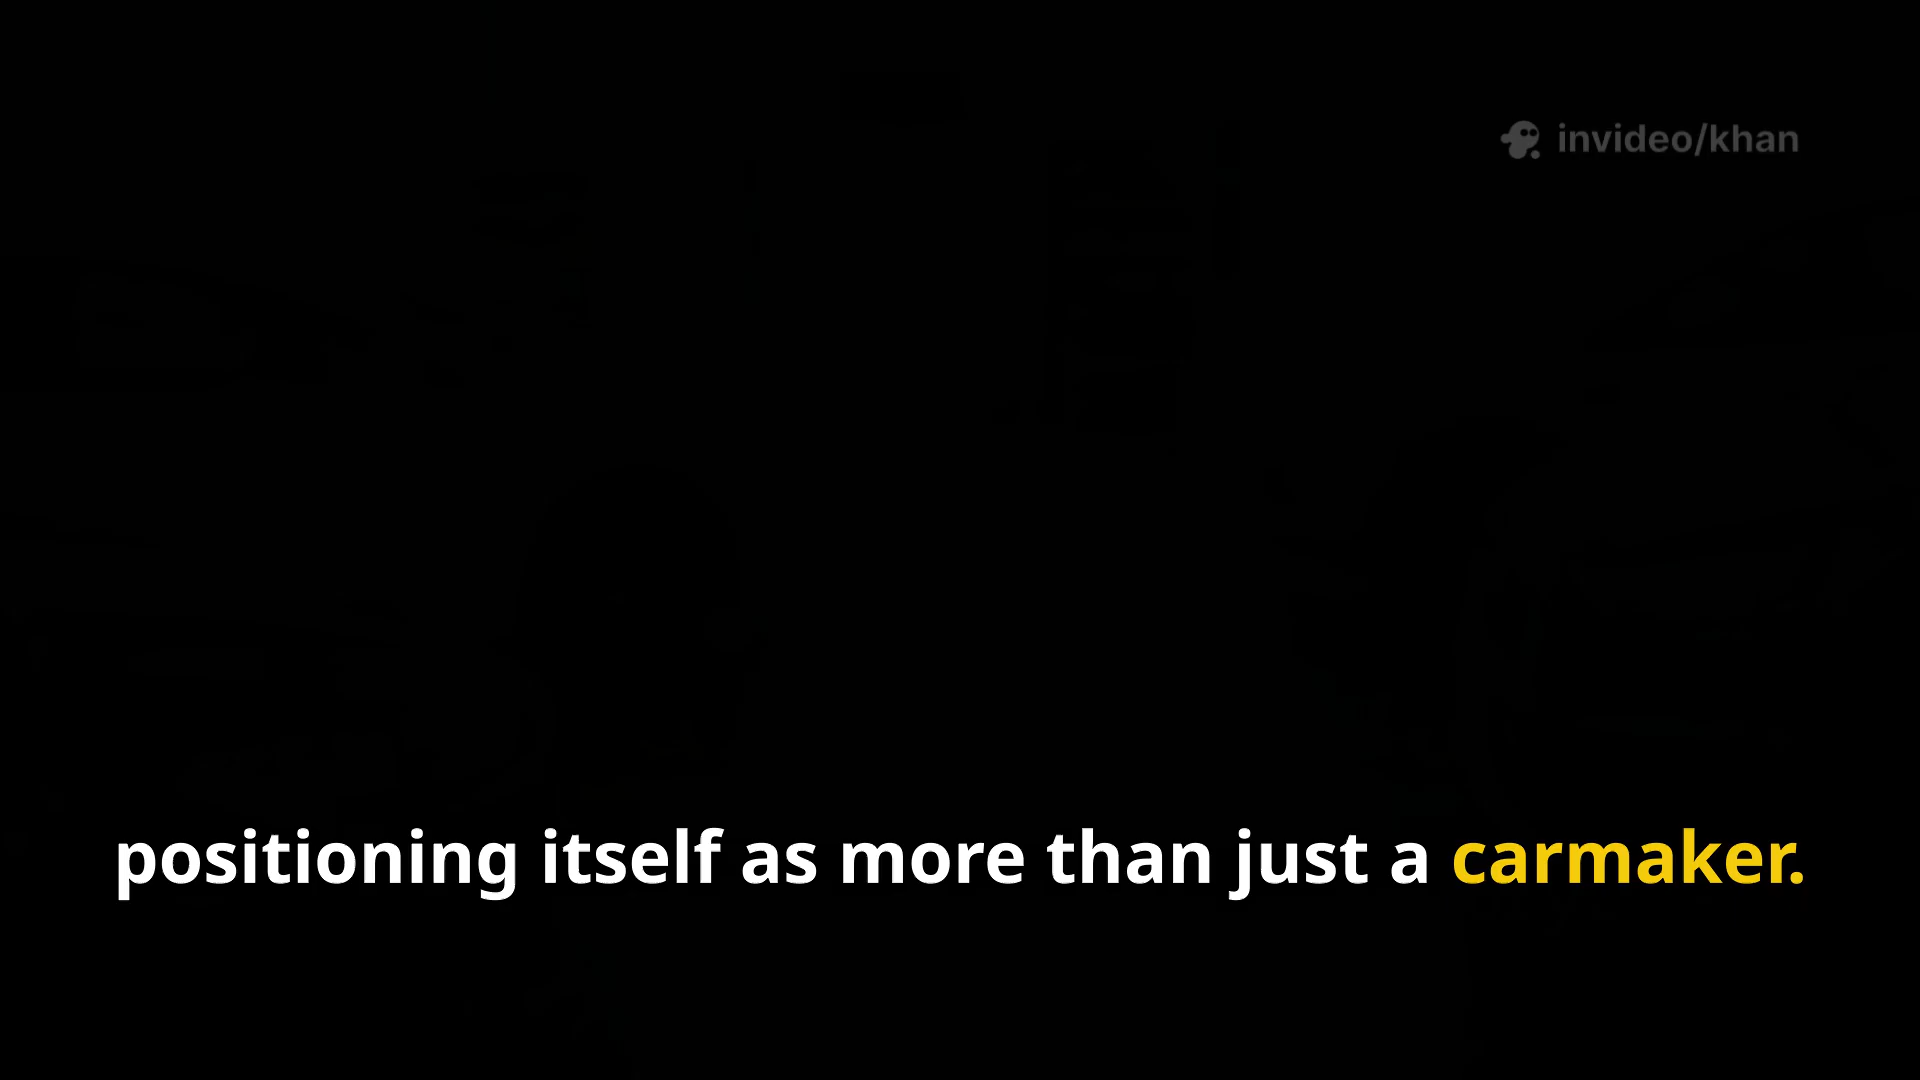 invideo/khan
positioning itself as more than just a carmaker.